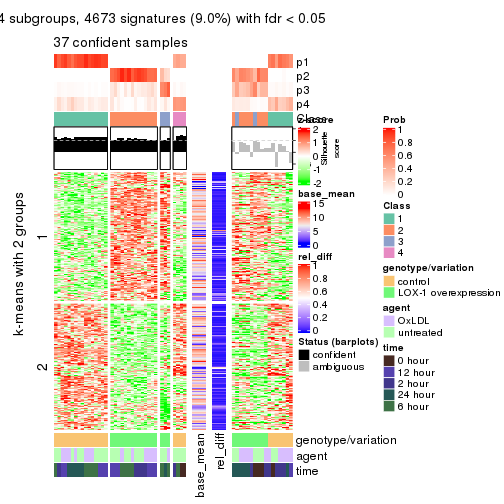 4 subgroups, 4673 signatures (9.0%) with fdr < 0.05
37 confident samples
p1
p2
p3
p4
Class
z-score
2
1
0
-1
-2
Silhouette
score
base_mean
15
10
5
0
rel_diff
1
0.8
0.6
0.4
0.2
0
Status (barplots)
confident
ambiguous
Prob
1
0.8
0.6
0.4
0.2
0
Class
1
2
3
4
genotype/variation
control
LOX-1 overexpression
agent
OxLDL
untreated
time
0 hour
12 hour
2 hour
24 hour
6 hour
k-means with 2 groups
1
2
genotype/variation
agent
time
base_mean
rel_diff